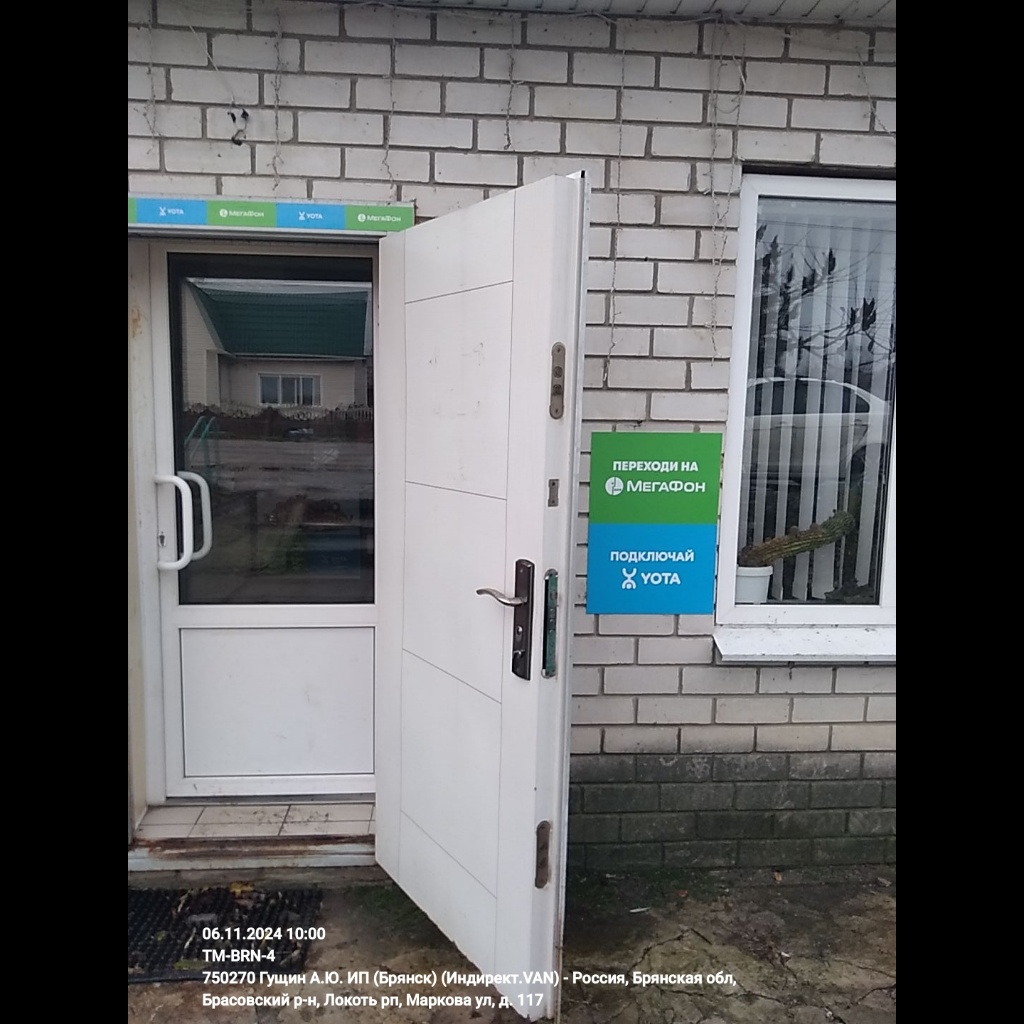 YOTA МЕГАФОН YOTA МЕГАФОН
ПЕРЕХОДИ НА
МЕГАФОН
ПОДКЛЮЧАЙ
YOTA
06.11.2024 10:00
TM-BRN-4
750270 Гущин А.Ю. ИП (Брянск) (Индирект.VAN) - Россия, Брянская обл,
Брасовский р-н, Локоть рп, Маркова ул, д. 117